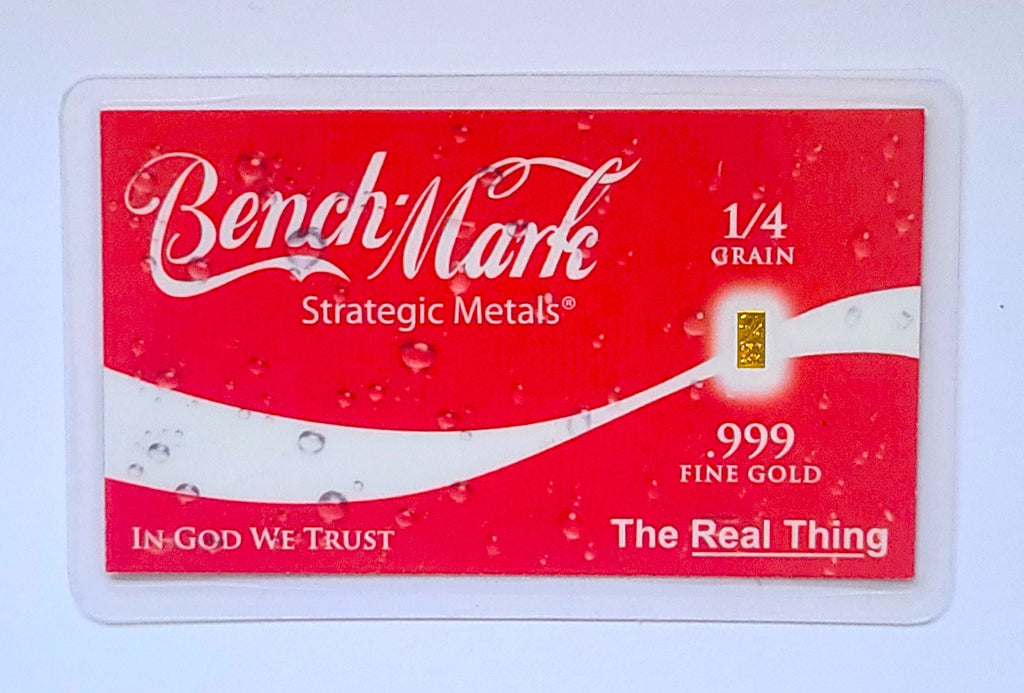 Bench-Mark
Strategic Metals®
1/4
GRAIN
.999
FINE GOLD
IN GOD WE TRUST
The Real Thing